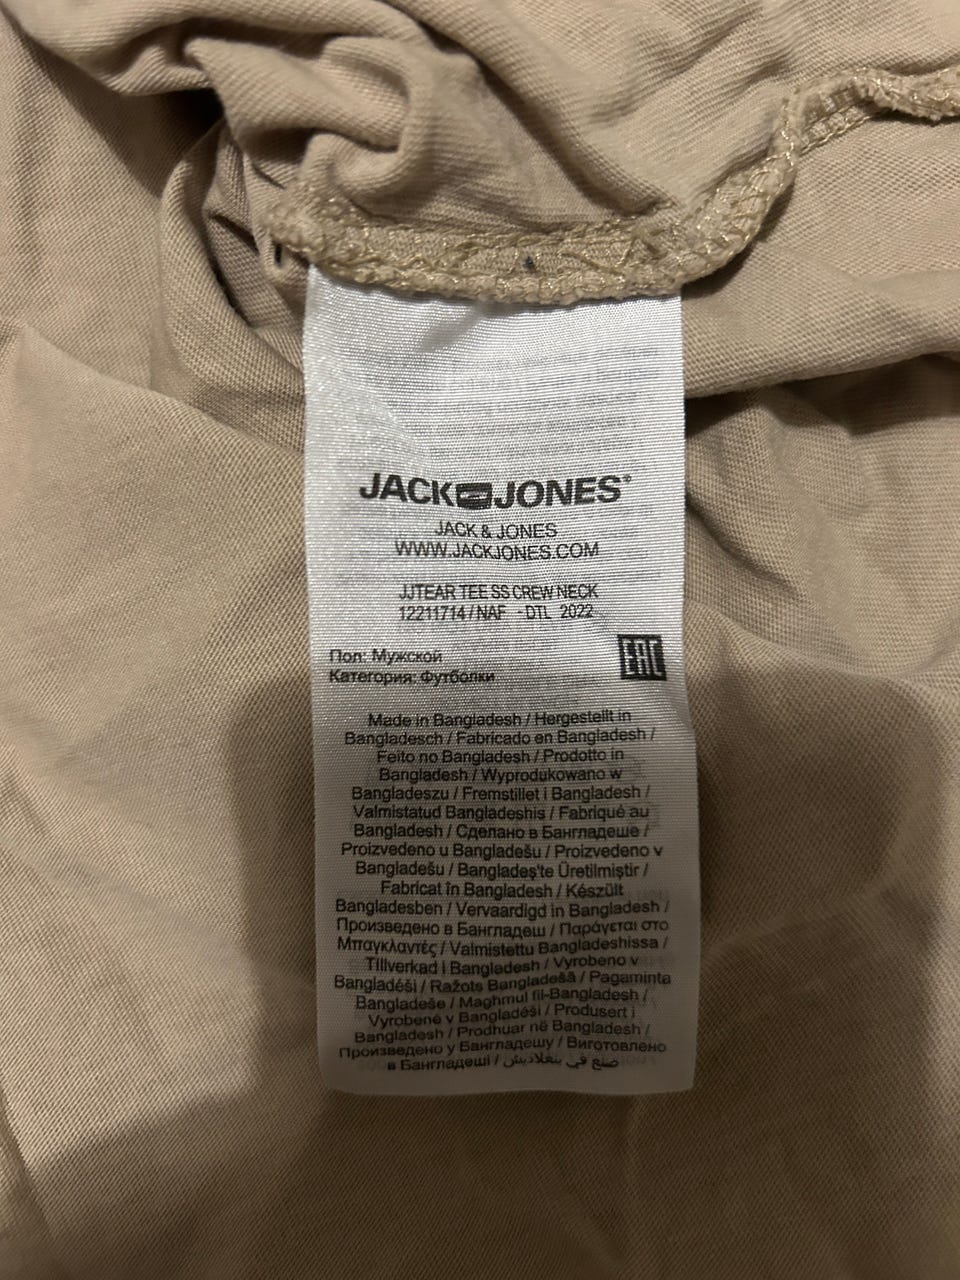 JACK JONES®
JACK & JONES
WWW.JACKJONES.COM
JJTEAR TEE SS CREW NECK
12211714 / NAF - DTL 2022
Пол: Мужской
Категория: Футболки
EAC
Made in Bangladesh / Hergestellt in
Bangladesch / Fabricado en Bangladesh /
Feito no Bangladesh / Prodotto in
Bangladesh / Wyprodukowano w
Bangladeszu / Fremstillet i Bangladesh /
Valmistatud Bangladeshis / Fabriqué au
Bangladesh / Сделано в Бангладеше /
Proizvedeno u Bangladešu / Proizvedeno v
Bangladešu / Bangladeş'te Üretilmiştir /
Fabricat în Bangladesh / Készült
Bangladesben / Vervaardigd in Bangladesh /
Произведено в Бангладеш / Παράγεται στο
Μπαγκλαντές / Valmistettu Bangladeshissa /
Tillverkad i Bangladesh / Vyrobeno v
Bangladéši / Ražots Bangladešā / Pagaminta
Bangladeše / Maghmul fil-Bangladesh /
Vyrobené v Bangladéši / Produsert i
Bangladesh / Prodhuar në Bangladesh /
Произведено у Бангладешу / Виготовлено
в Бангладеші / صنع في بنغلاديش